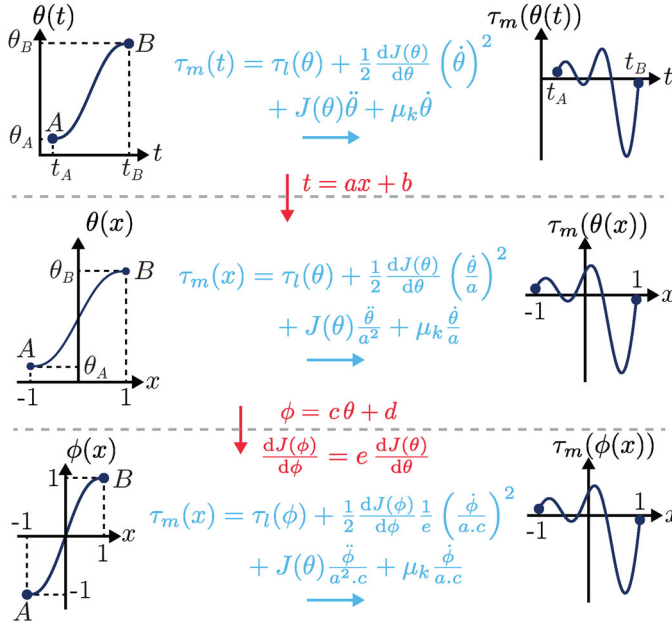 θ(t)
θ_B
B
θ_A
A
t_A
t_B
t
τ_m(t) = τ_l(θ) + 1/2 dJ(θ)/dθ (θ̇)²
+ J(θ)θ̈ + μ_k θ̇
τ_m(θ(t))
t_A
t_B
t
t = ax + b
θ(x)
θ_B
B
A
θ_A
-1
1
x
τ_m(x) = τ_l(θ) + 1/2 dJ(θ)/dθ (θ̇/a)²
+ J(θ) θ̈/a² + μ_k θ̇/a
τ_m(θ(x))
-1
1
x
φ = c θ + d
dJ(φ)/dφ = e dJ(θ)/dθ
φ(x)
1
B
-1
1
x
A
-1
τ_m(x) = τ_l(φ) + 1/2 dJ(φ)/dφ 1/e (φ̇/a.c)²
+ J(θ) φ̈/a².c + μ_k φ̇/a.c
τ_m(φ(x))
-1
1
x